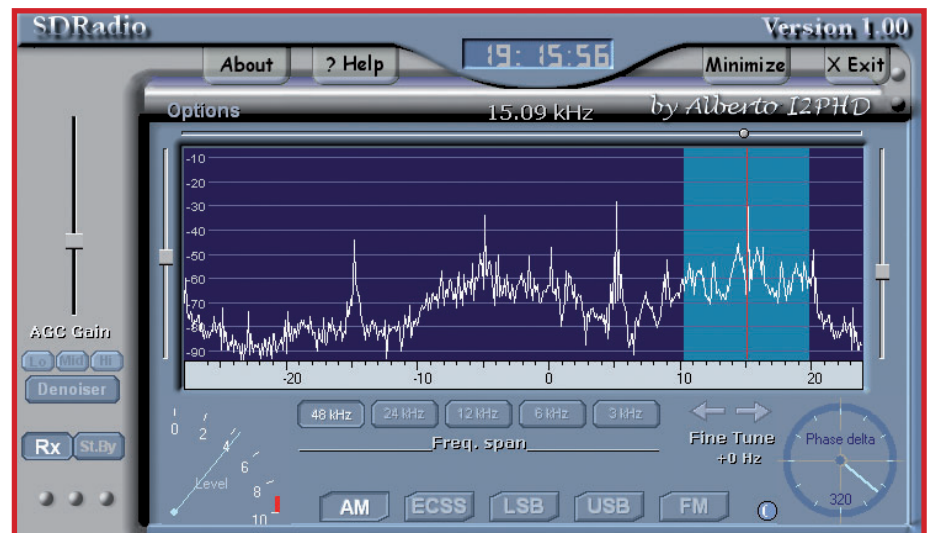 SDRadio Version 1.00
19:15:56
About ? Help Minimize X Exit
Options 15.09 kHz by Alberto I2PHD
-10
-20
-30
-40
-50
-60
-70
-80
-90
-20 -10 0 10 20
AGC Gain
Lo Mid Hi
Denoiser
Rx St.By
0 2 4 6 8 10
Level
48 kHz 24 kHz 12 kHz 6 kHz 3 kHz
Freq. span
Fine Tune
+0 Hz
Phase delta
320
AM ECSS LSB USB FM